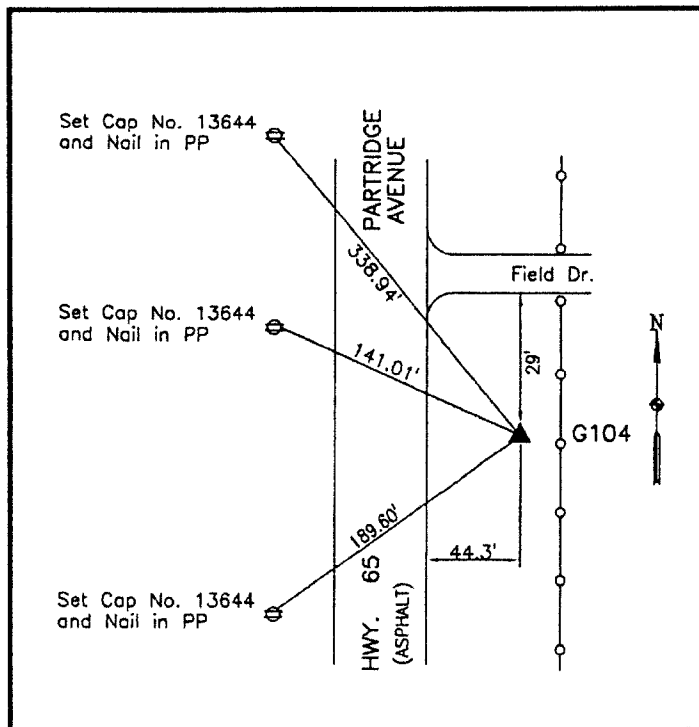 Set Cap No. 13644
and Nail in PP
PARTRIDGE
AVENUE
338.94'
Field Dr.
Set Cap No. 13644
and Nail in PP
141.01'
29'
N
G104
189.60'
44.3'
Set Cap No. 13644
and Nail in PP
HWY. 65
(ASPHALT)